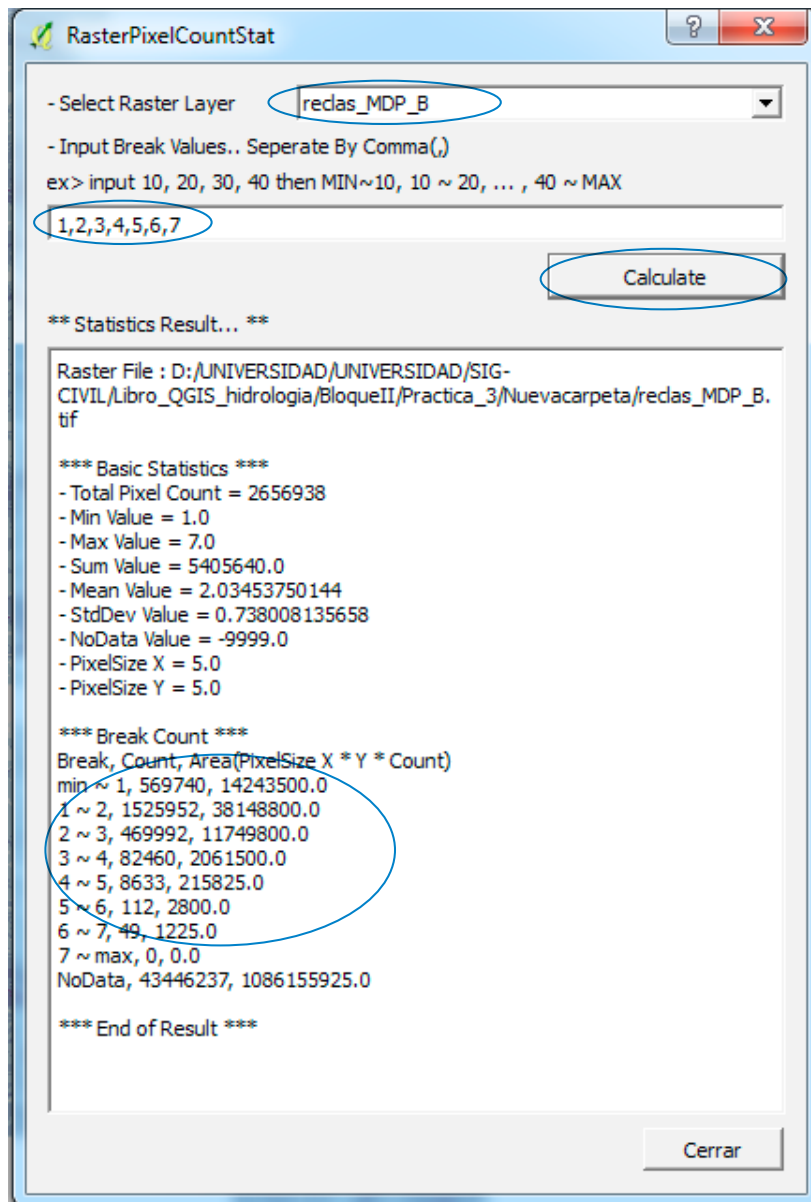 RasterPixelCountStat
- Select Raster Layer reclas_MDP_B
- Input Break Values.. Seperate By Comma(,)
ex> input 10, 20, 30, 40 then MIN~10, 10 ~ 20, ... , 40 ~ MAX
1,2,3,4,5,6,7
Calculate
** Statistics Result... **
Raster File : D:/UNIVERSIDAD/UNIVERSIDAD/SIG-
CIVIL/Libro_QGIS_hidrologia/BloqueII/Practica_3/Nuevacarpeta/reclas_MDP_B.
tif
*** Basic Statistics ***
- Total Pixel Count = 2656938
- Min Value = 1.0
- Max Value = 7.0
- Sum Value = 5405640.0
- Mean Value = 2.03453750144
- StdDev Value = 0.738008135658
- NoData Value = -9999.0
- PixelSize X = 5.0
- PixelSize Y = 5.0
*** Break Count ***
Break, Count, Area(PixelSize X * Y * Count)
min ~ 1, 569740, 14243500.0
1 ~ 2, 1525952, 38148800.0
2 ~ 3, 469992, 11749800.0
3 ~ 4, 82460, 2061500.0
4 ~ 5, 8633, 215825.0
5 ~ 6, 112, 2800.0
6 ~ 7, 49, 1225.0
7 ~ max, 0, 0.0
NoData, 43446237, 1086155925.0
*** End of Result ***
Cerrar